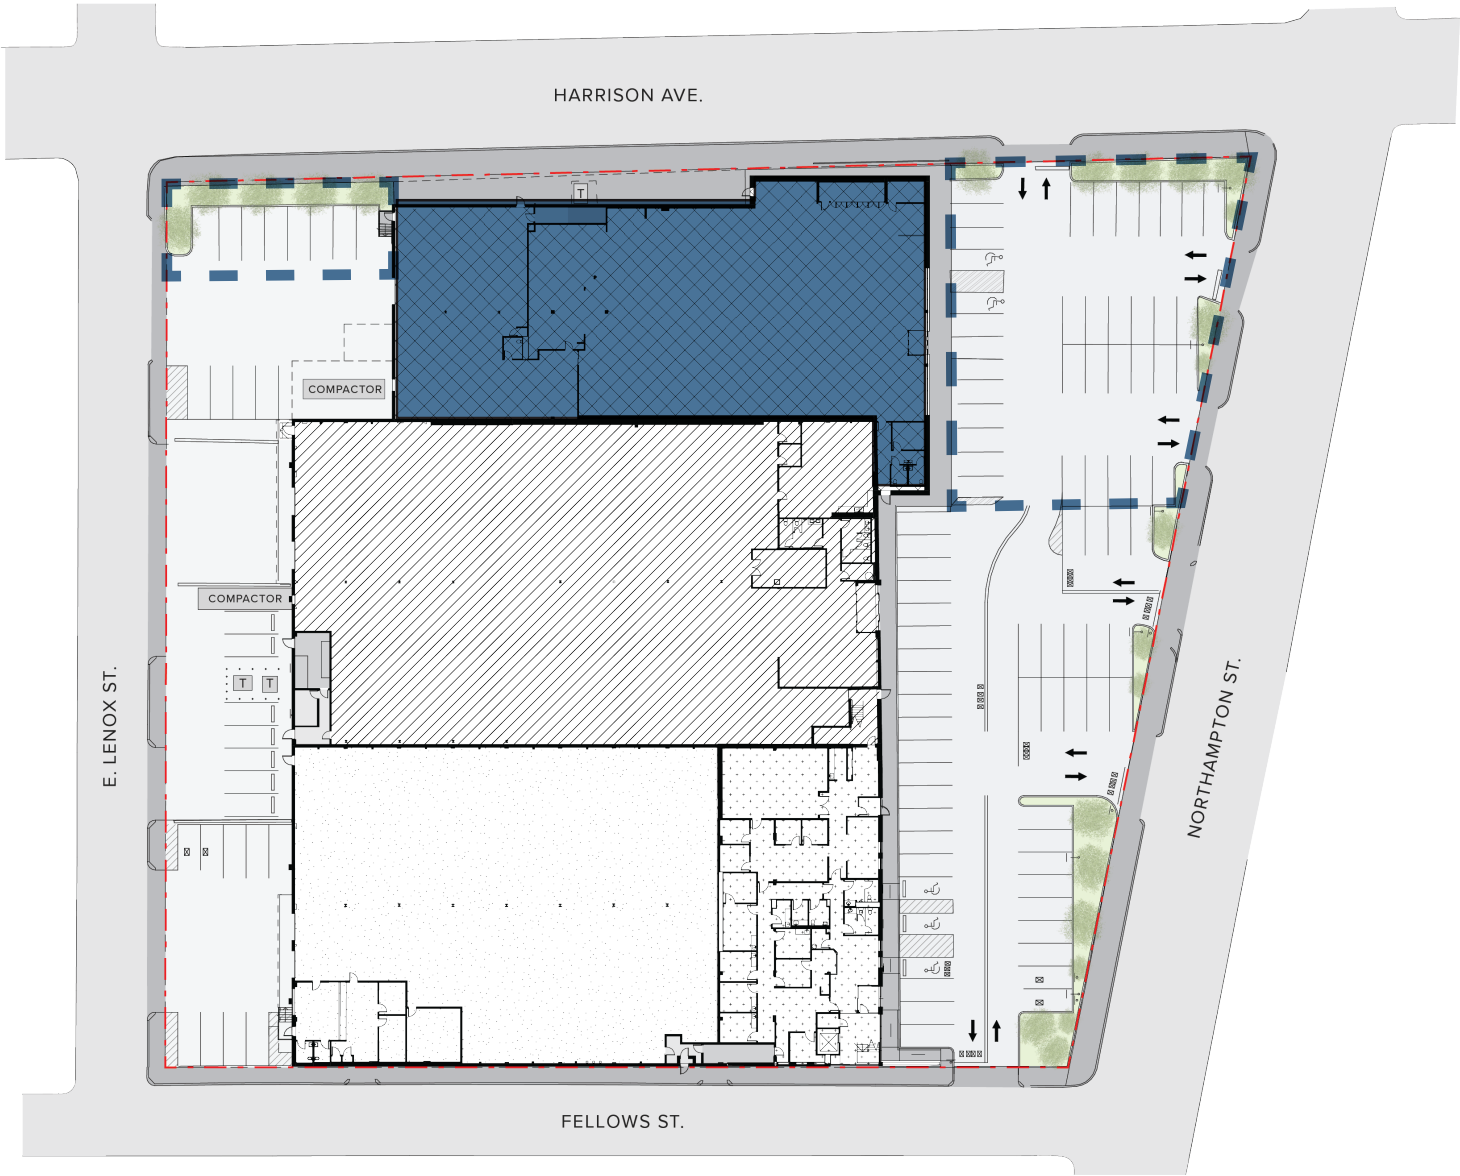 HARRISON AVE.
T
COMPACTOR
COMPACTOR
T T
E. LENOX ST.
NORTHAMPTON ST.
FELLOWS ST.